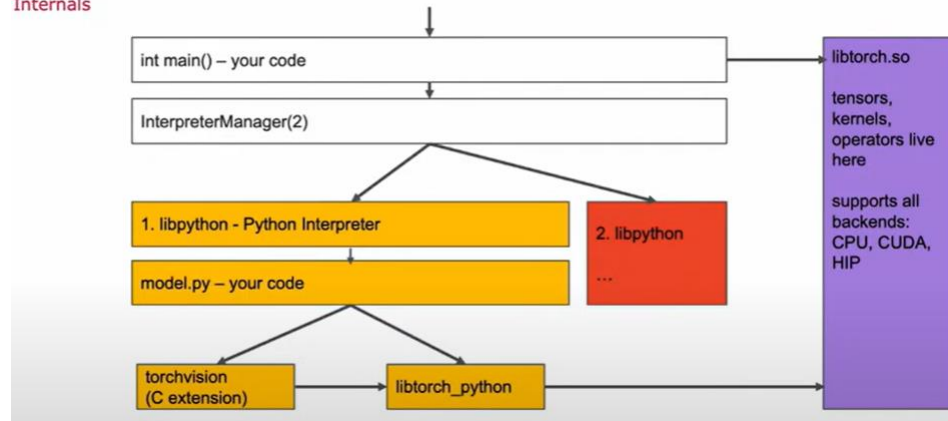 Internals
int main() – your code
InterpreterManager(2)
1. libpython - Python Interpreter
model.py – your code
torchvision
(C extension)
libtorch_python
2. libpython
...
libtorch.so
tensors,
kernels,
operators live
here
supports all
backends:
CPU, CUDA,
HIP